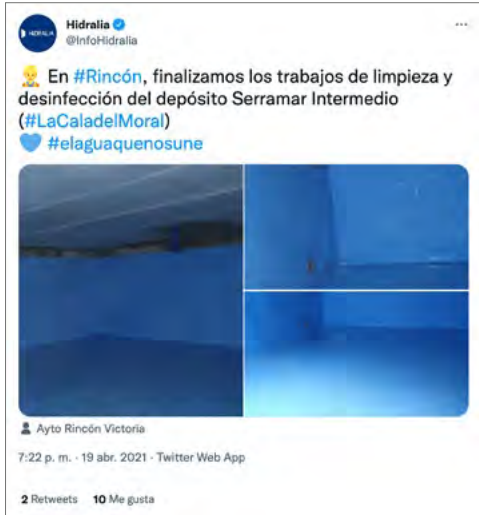 HIDRALIA
Hidralia
@InfoHidralia
En #Rincón, finalizamos los trabajos de limpieza y
desinfección del depósito Serramar Intermedio
(#LaCaladelMoral)
#elaguaquenosune
Ayto Rincón Victoria
7:22 p. m. · 19 abr. 2021 · Twitter Web App
2 Retweets 10 Me gusta